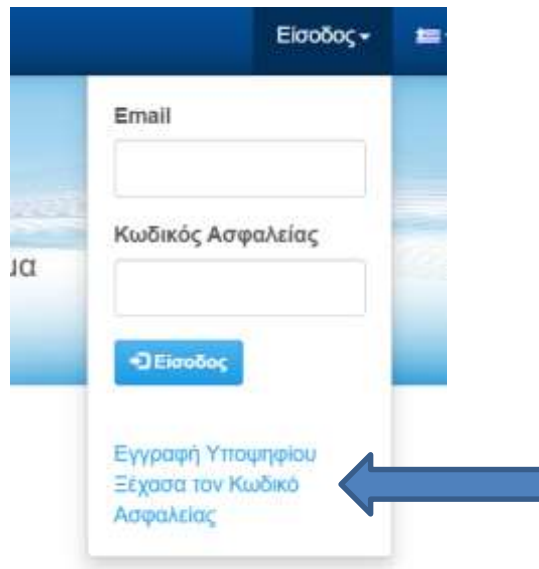 Είσοδος
Email
Κωδικός Ασφαλείας
Είσοδος
Εγγραφή Υποψηφίου
Ξέχασα τον Κωδικό
Ασφαλείας